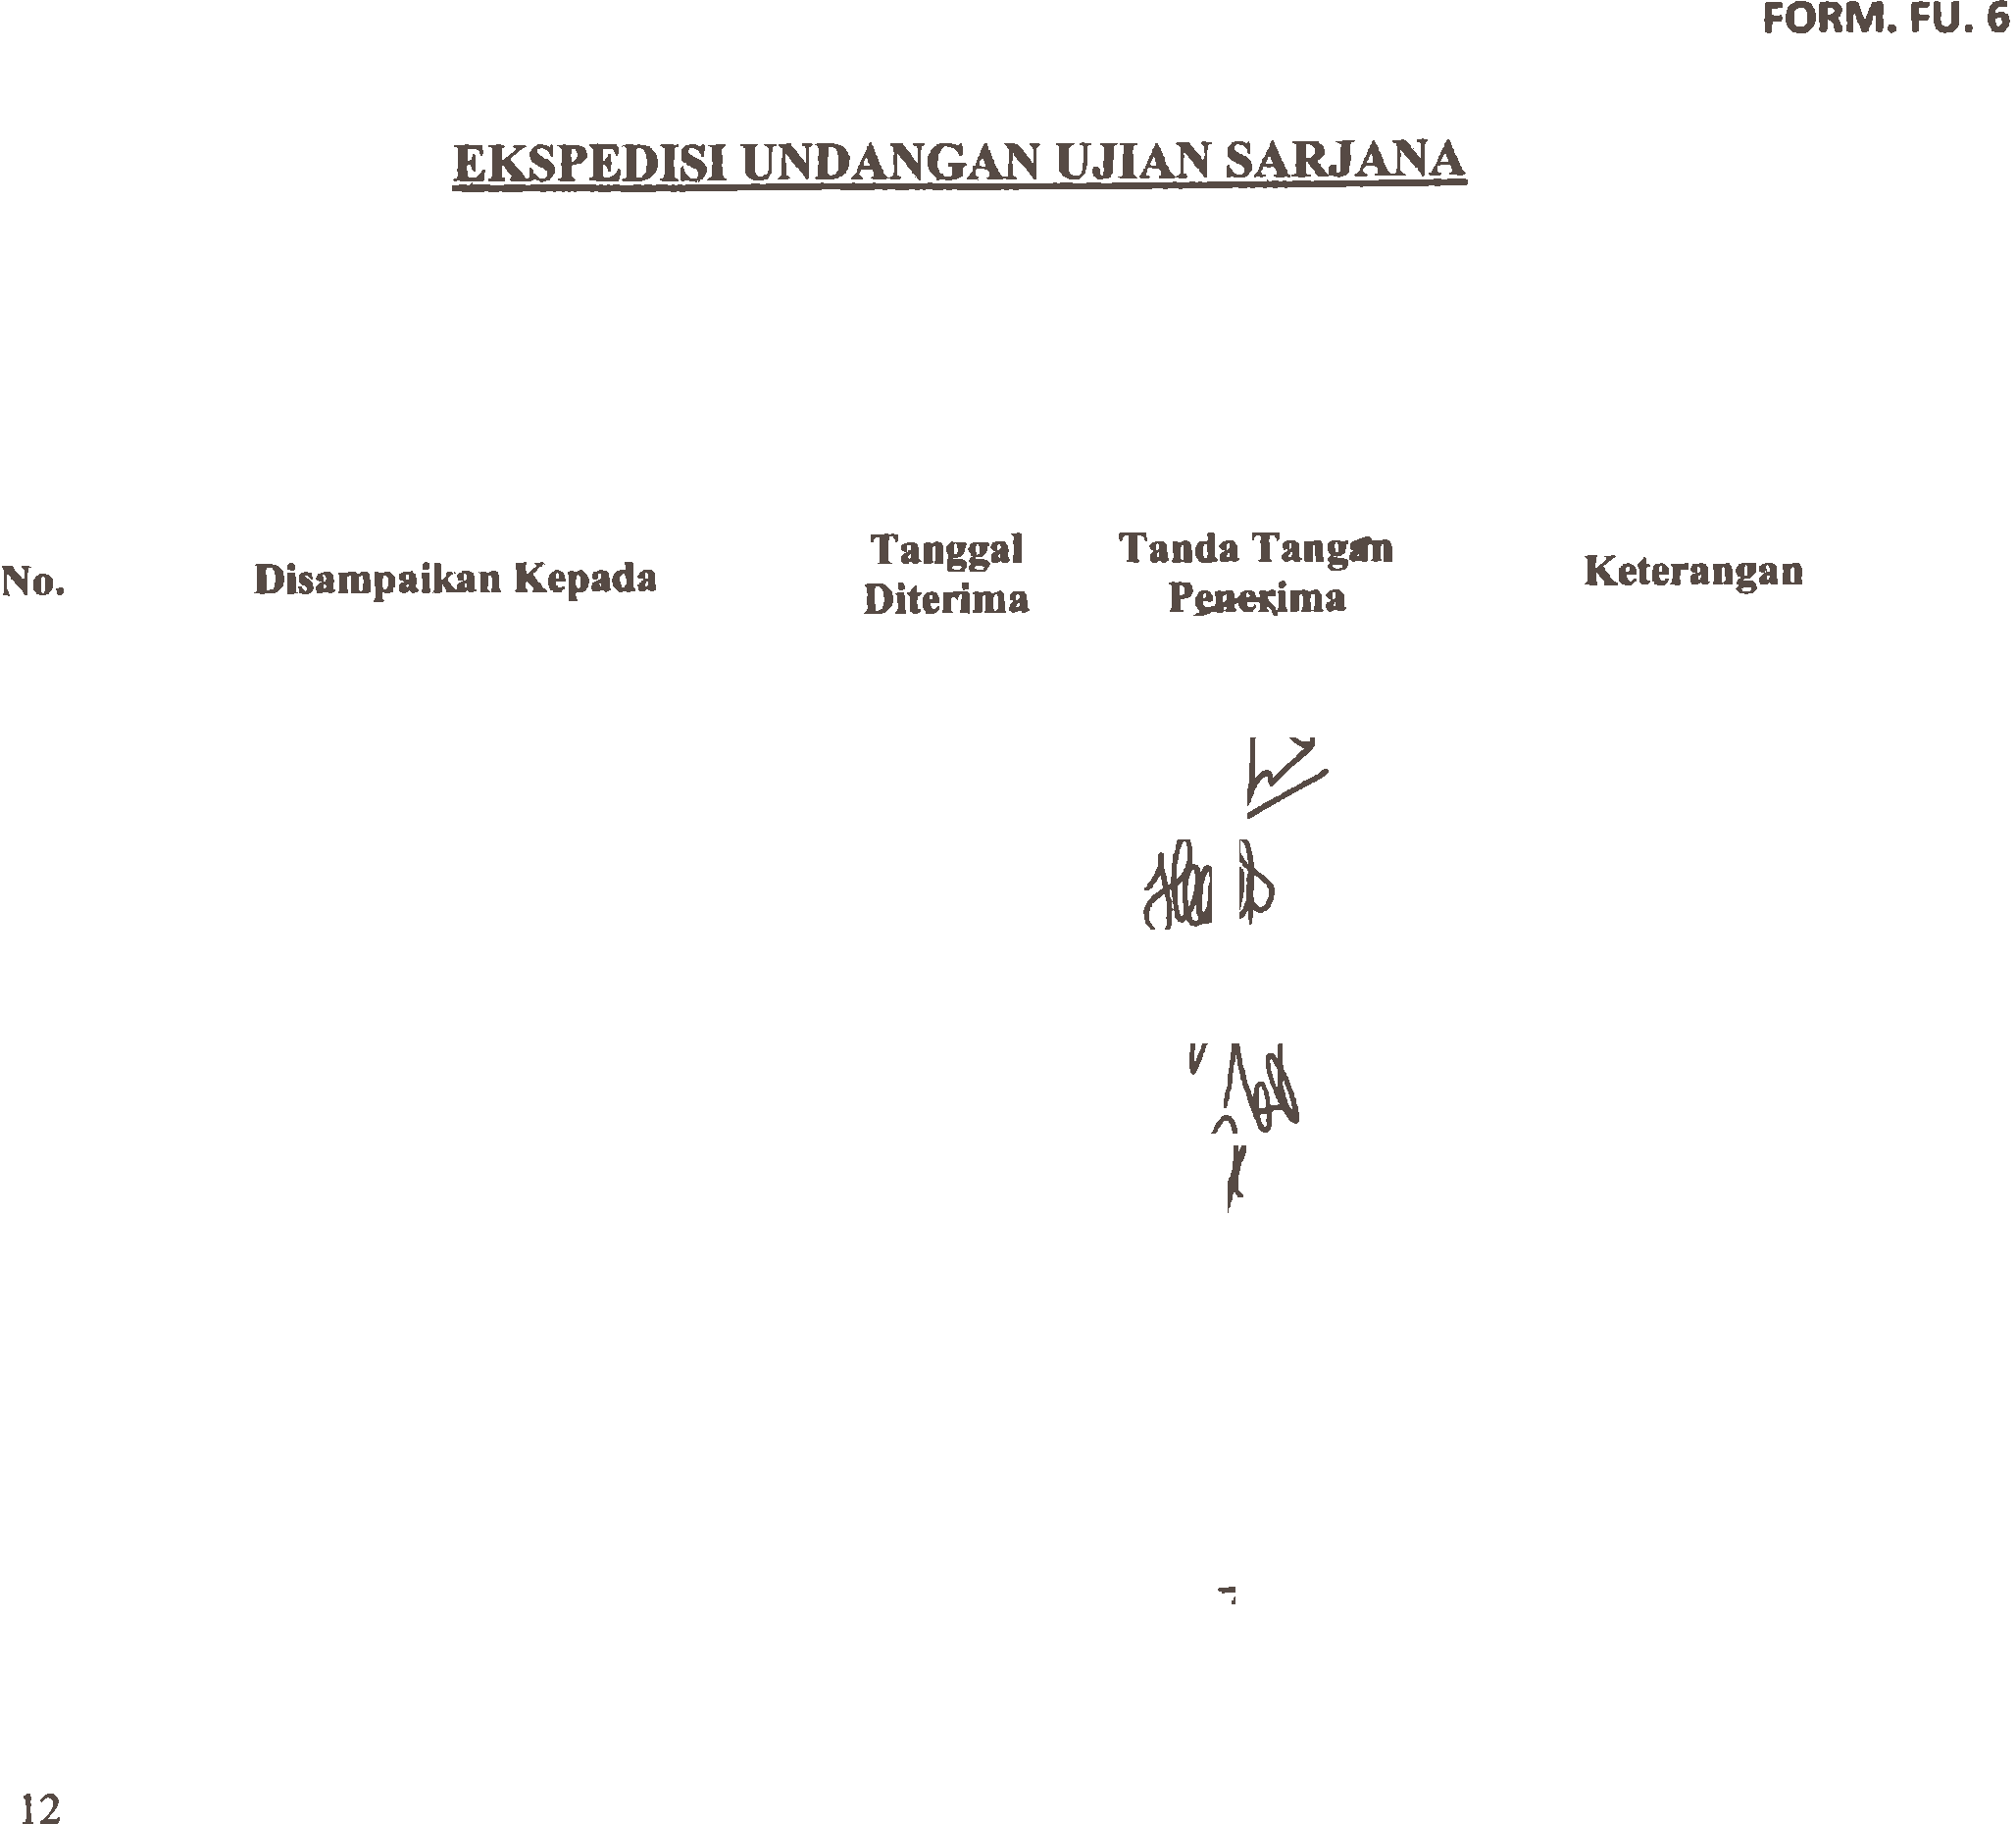 FORM. FU. 6
EKSPEDISI UNDANGAN UJIAN SARJANA
No.
Disampaikan Kepada
Tanggal
Diterima
Tanda Tangan
Penerima
Keterangan
12